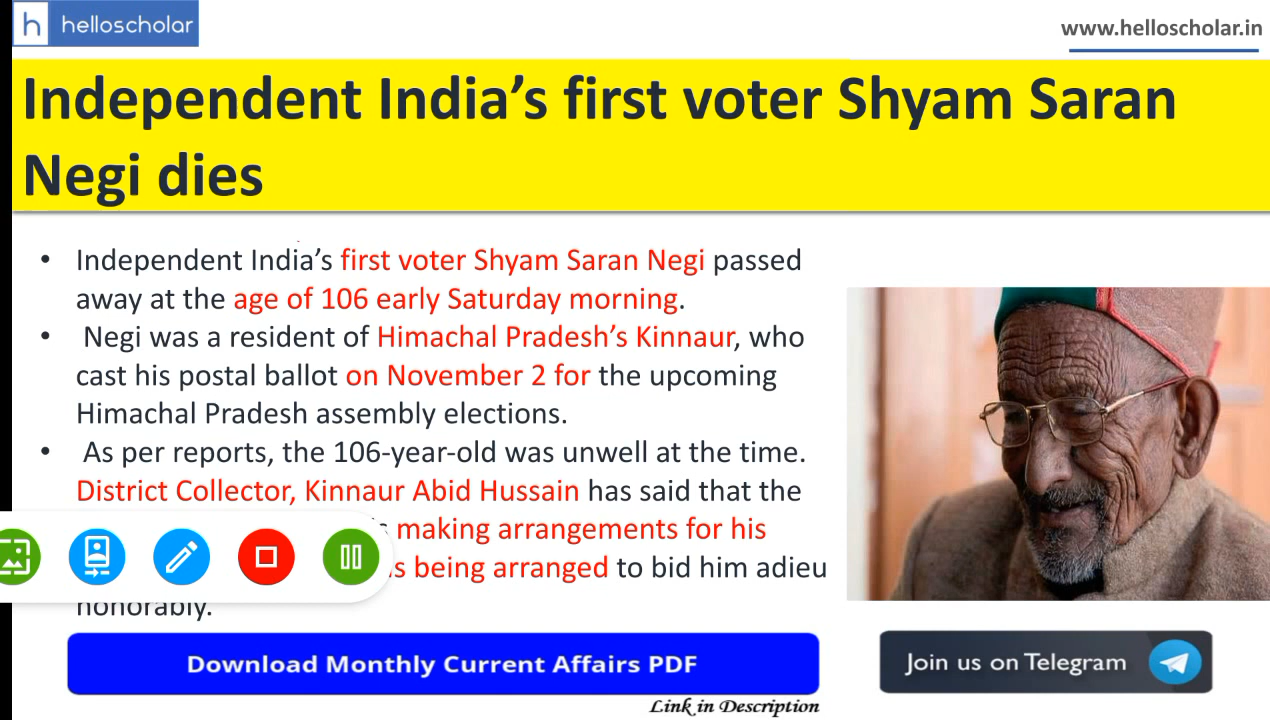 h helloscholar
www.helloscholar.in
Independent India’s first voter Shyam Saran
Negi dies
• Independent India’s first voter Shyam Saran Negi passed
away at the age of 106 early Saturday morning.
• Negi was a resident of Himachal Pradesh’s Kinnaur, who
cast his postal ballot on November 2 for the upcoming
Himachal Pradesh assembly elections.
• As per reports, the 106-year-old was unwell at the time.
District Collector, Kinnaur Abid Hussain has said that the
making arrangements for his
is being arranged to bid him adieu
honorably.
Download Monthly Current Affairs PDF
Link in Description
Join us on Telegram